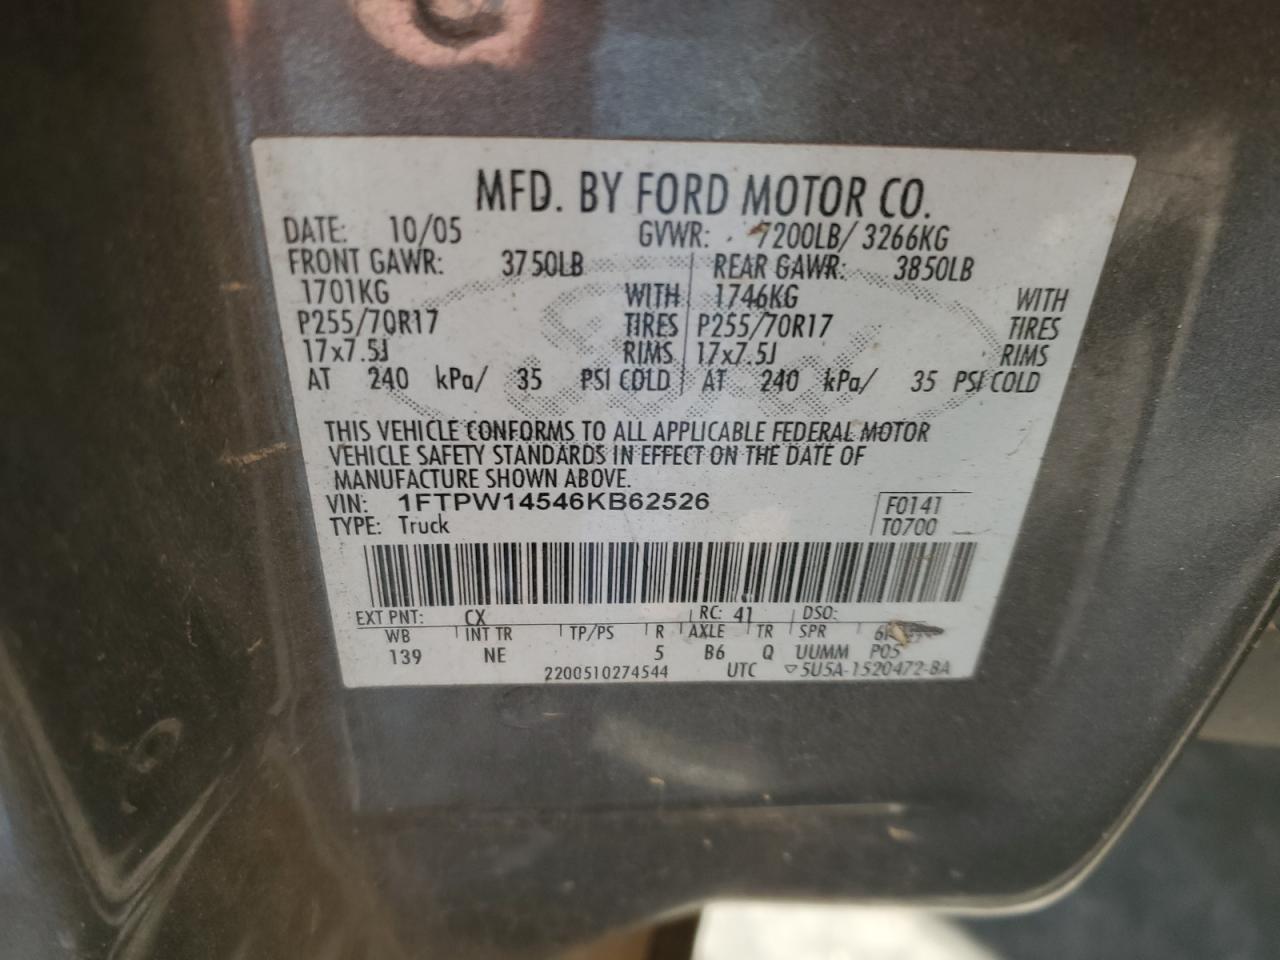 MFD. BY FORD MOTOR CO.
DATE: 10/05 GVWR: 7200LB/ 3266KG
FRONT GAWR: 3750LB REAR GAWR: 3850LB
1701KG WITH 1746KG WITH
P255/70R17 TIRES P255/70R17 TIRES
17x7.5J RIMS 17x7.5J RIMS
AT 240 kPa/ 35 PSI COLD AT 240 kPa/ 35 PSI COLD
THIS VEHICLE CONFORMS TO ALL APPLICABLE FEDERAL MOTOR
VEHICLE SAFETY STANDARDS IN EFFECT ON THE DATE OF
MANUFACTURE SHOWN ABOVE.
VIN: 1FTPW14546KB62526 F0141
TYPE: Truck T0700
EXT PNT: CX RC: 41 DSO:
WB INT TR TP/PS R AXLE TR SPR
139 NE 5 B6 Q UUMM P05
2200510274544 UTC ▽5U5A-1520472-BA